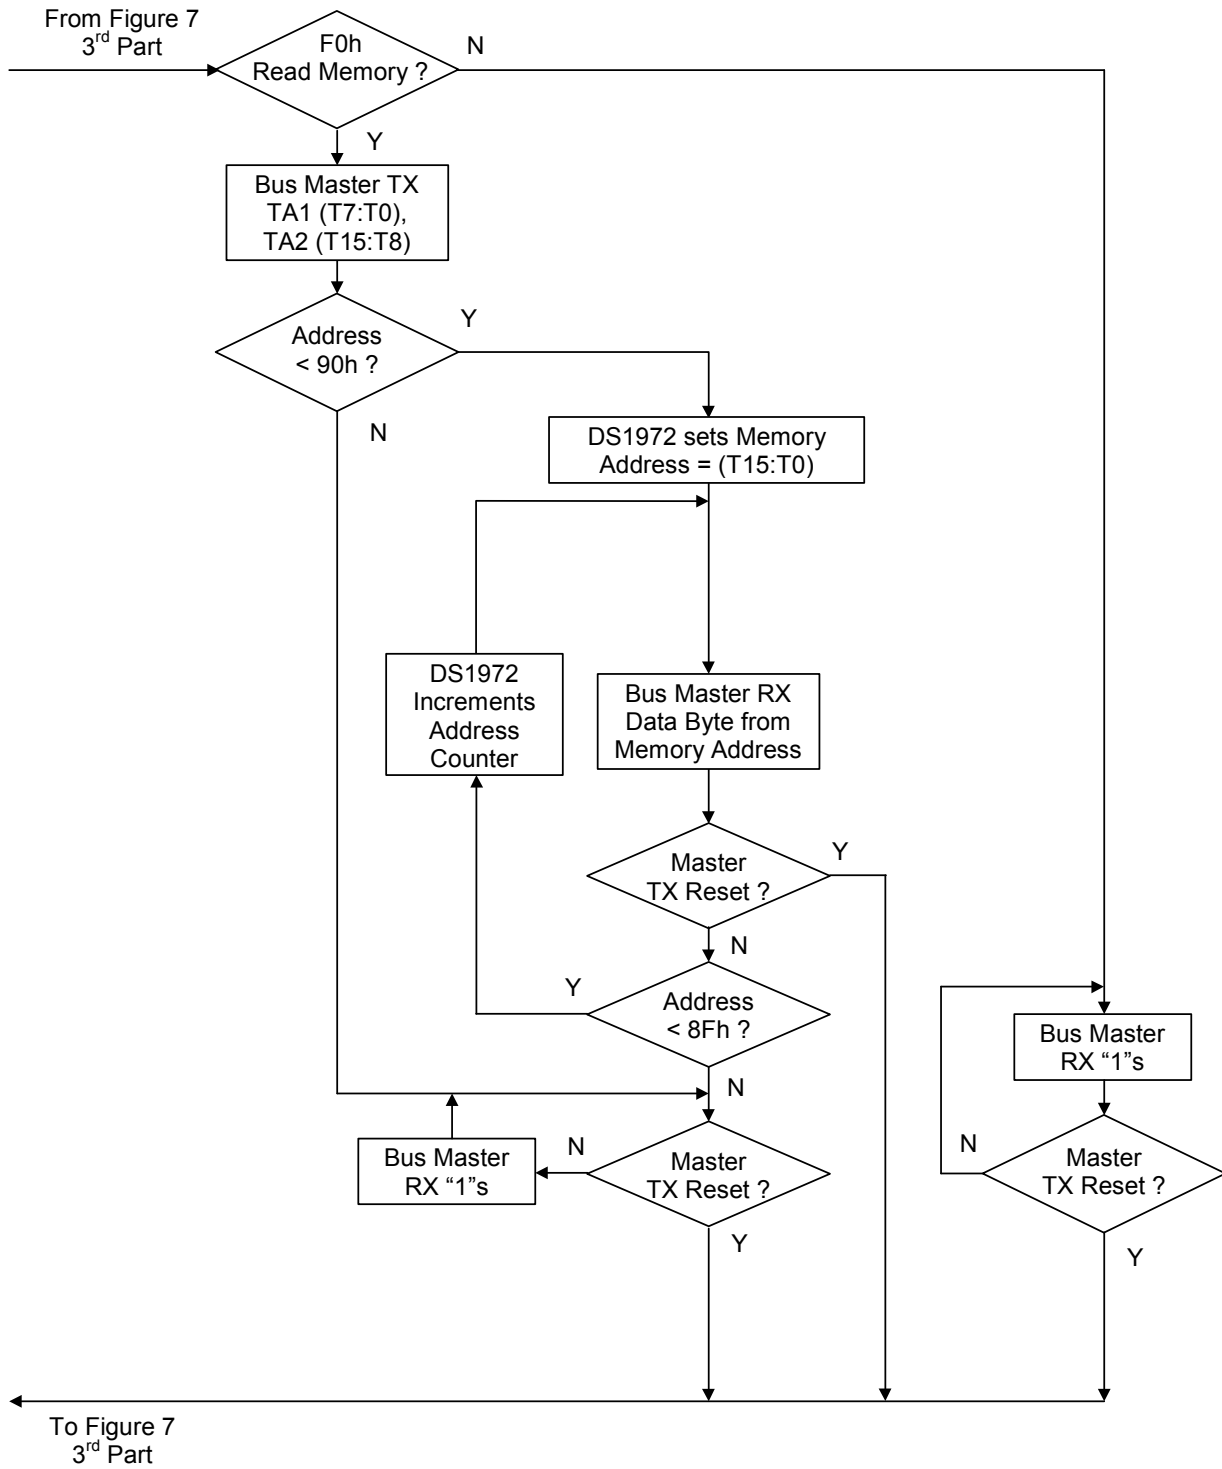 From Figure 7
3rd Part
F0h
Read Memory ?
N
Y
Bus Master TX
TA1 (T7:T0),
TA2 (T15:T8)
Address
< 90h ?
Y
N
DS1972 sets Memory
Address = (T15:T0)
DS1972
Increments
Address
Counter
Bus Master RX
Data Byte from
Memory Address
Master
TX Reset ?
Y
N
Address
< 8Fh ?
Y
N
Bus Master
RX “1”s
N
Master
TX Reset ?
Y
Bus Master
RX “1”s
N
Master
TX Reset ?
Y
To Figure 7
3rd Part